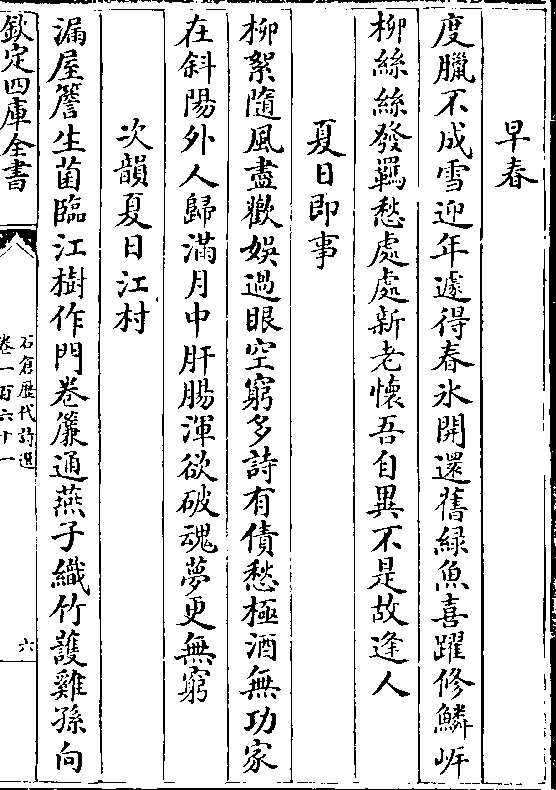 早春
度臘不成雪迎年遽得春氷開還舊緑魚喜躍修鱗岸
柳絲絲發羈愁處處新老懷吾自異不是故逢人
夏日即事
柳絮隨風盡歡娱過眼空窮多詩有債愁極酒無功家
在斜陽外人歸滿月中肝腸渾欲破魂夢更無窮
次韻夏日江村
漏屋簷生菌臨江樹作門卷簾通燕子織竹䕶雞孫向
欽定四庫全書
石倉歴代詩選
卷一百六十一
六